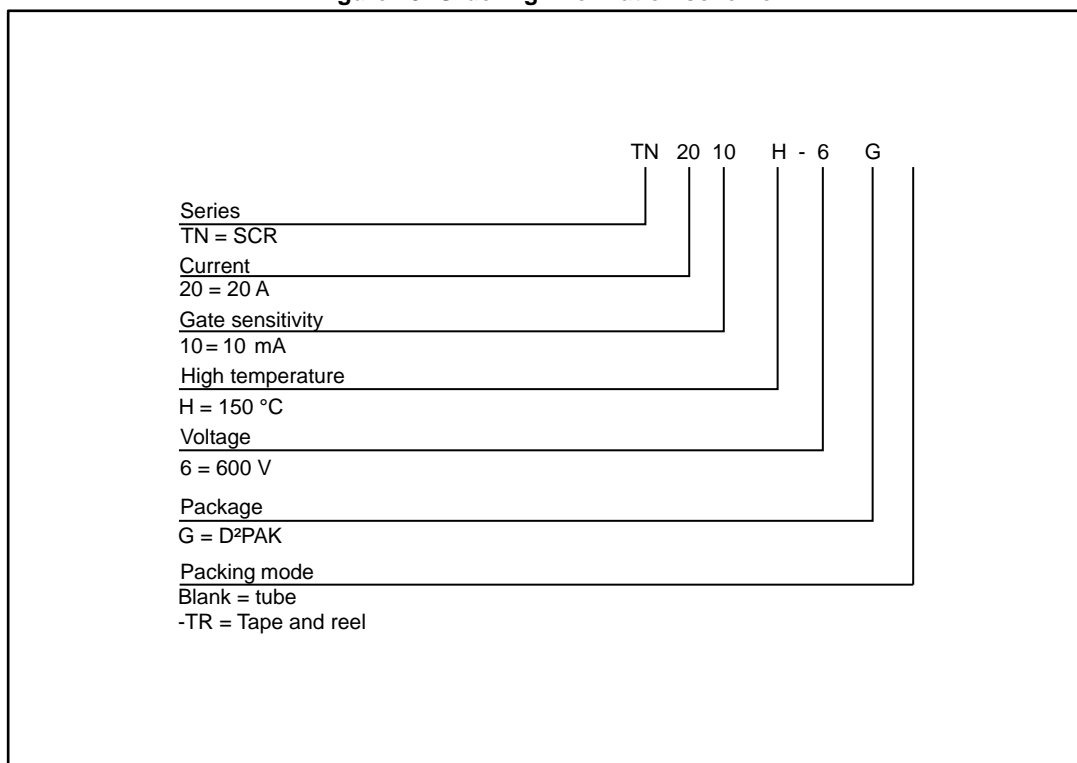 TN 20 10 H - 6 G
Series
TN = SCR
Current
20 = 20 A
Gate sensitivity
10 = 10 mA
High temperature
H = 150 °C
Voltage
6 = 600 V
Package
G = D²PAK
Packing mode
Blank = tube
-TR = Tape and reel